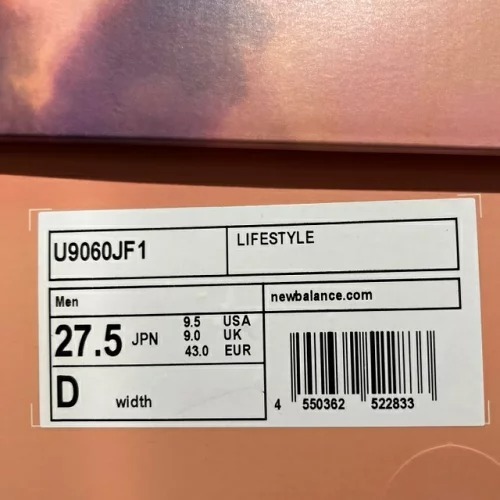 U9060JF1
LIFESTYLE
Men
newbalance.com
27.5 JPN
9.5 USA
9.0 UK
43.0 EUR
D width
4 550362 522833